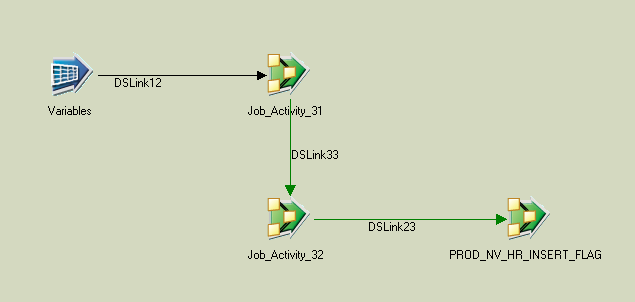 DSLink12
Variables
Job_Activity_31
DSLink33
DSLink23
Job_Activity_32
PROD_NV_HR_INSERT_FLAG